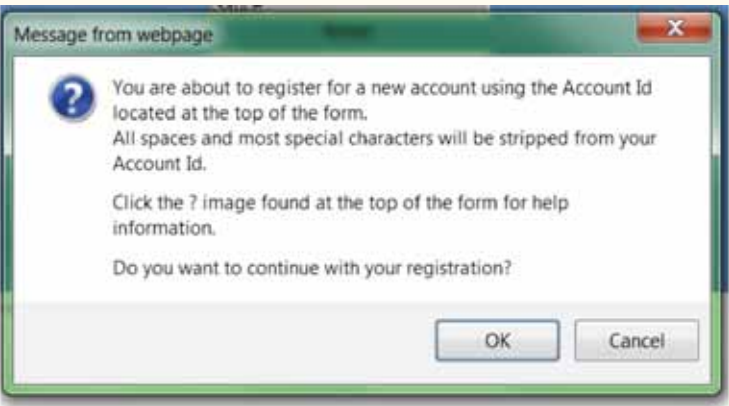 Message from webpage
You are about to register for a new account using the Account Id
located at the top of the form.
All spaces and most special characters will be stripped from your
Account Id.
Click the ? image found at the top of the form for help
information.
Do you want to continue with your registration?
OK
Cancel